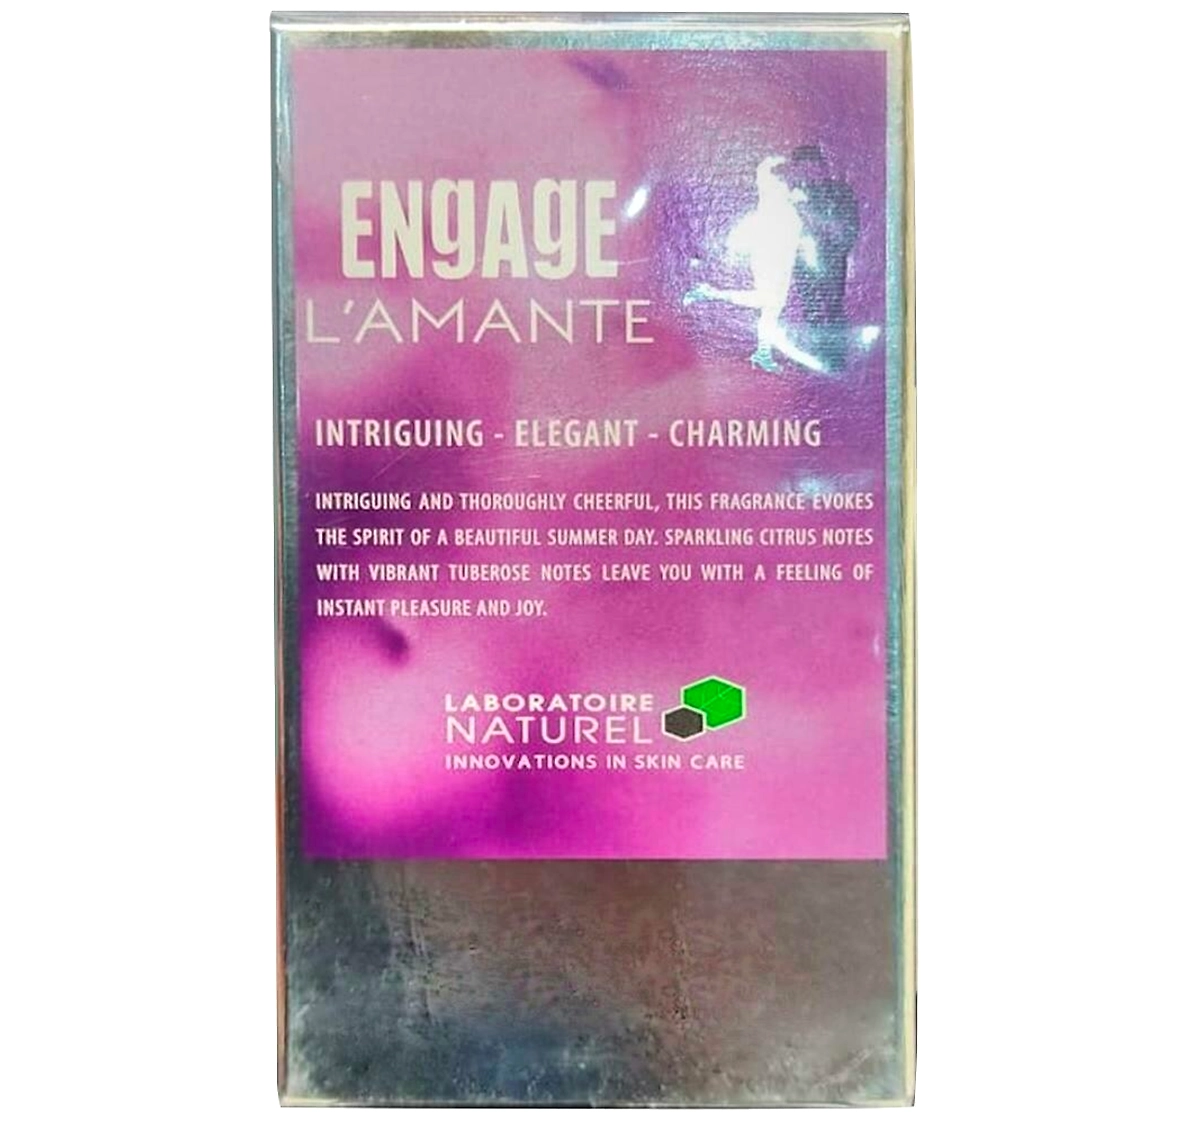 ENgAgE
L'AMANTE
INTRIGUING - ELEGANT - CHARMING
INTRIGUING AND THOROUGHLY CHEERFUL, THIS FRAGRANCE EVOKES
THE SPIRIT OF A BEAUTIFUL SUMMER DAY. SPARKLING CITRUS NOTES
WITH VIBRANT TUBEROSE NOTES LEAVE YOU WITH A FEELING OF
INSTANT PLEASURE AND JOY.
LABORATOIRE
NATUREL
INNOVATIONS IN SKIN CARE